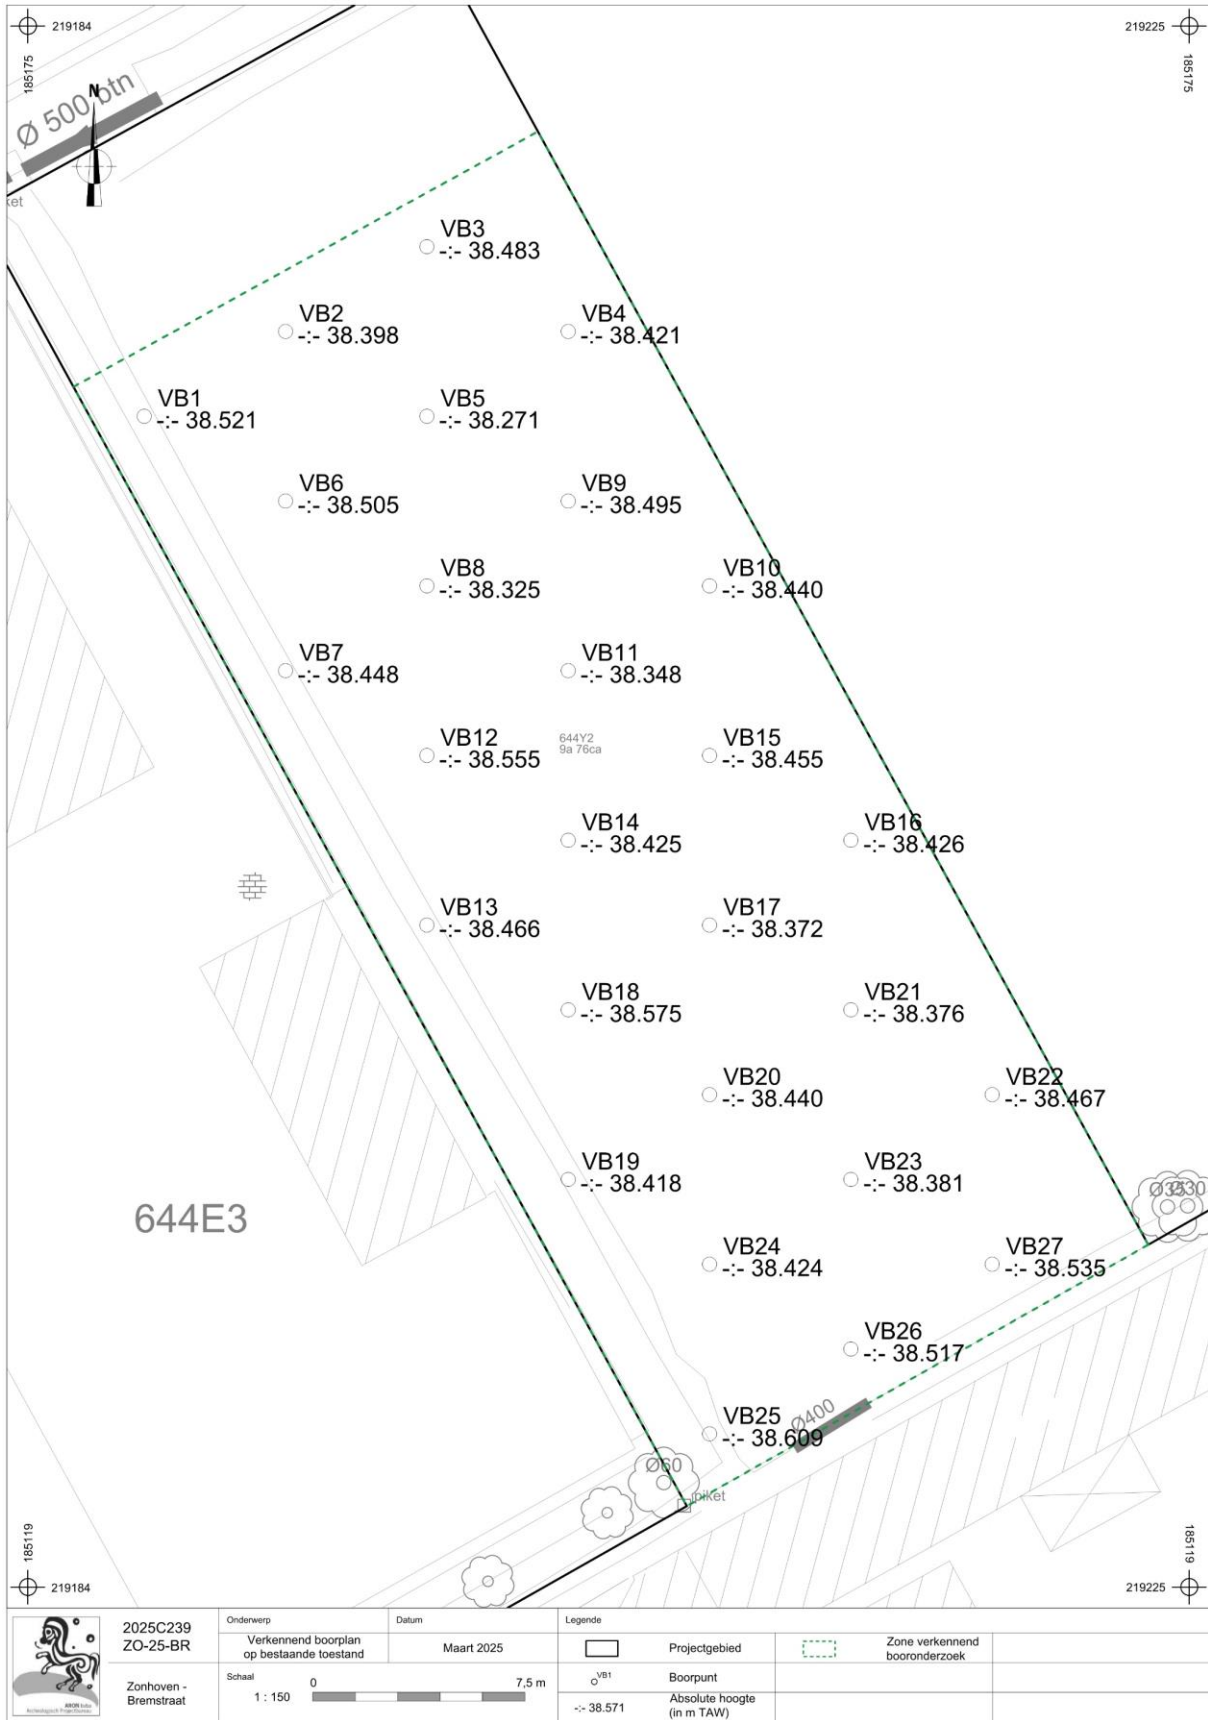 219184
219225
185175
185175
Ø 500 btn
N
VB3
-:- 38.483
VB2
-:- 38.398
VB4
-:- 38.421
VB1
-:- 38.521
VB5
-:- 38.271
VB6
-:- 38.505
VB9
-:- 38.495
VB8
-:- 38.325
VB10
-:- 38.440
VB7
-:- 38.448
VB11
-:- 38.348
VB12
-:- 38.555
644Y2
9a 76ca
VB15
-:- 38.455
VB14
-:- 38.425
VB16
-:- 38.426
VB13
-:- 38.466
VB17
-:- 38.372
VB18
-:- 38.575
VB21
-:- 38.376
VB20
-:- 38.440
VB22
-:- 38.467
VB19
-:- 38.418
VB23
-:- 38.381
644E3
Ø30
VB24
-:- 38.424
VB27
-:- 38.535
VB26
-:- 38.517
VB25
-:- 38.609
Ø400
Ø60
piket
185119
185119
219184
219225
2025C239
ZO-25-BR
Zonhoven -
Bremstraat
Onderwerp
Verkennend boorplan
op bestaande toestand
Datum
Maart 2025
Schaal
1 : 150
0
7,5 m
Legende
Projectgebied
Zone verkennend
booronderzoek
VB1
Boorpunt
-:- 38.571
Absolute hoogte
(in m TAW)